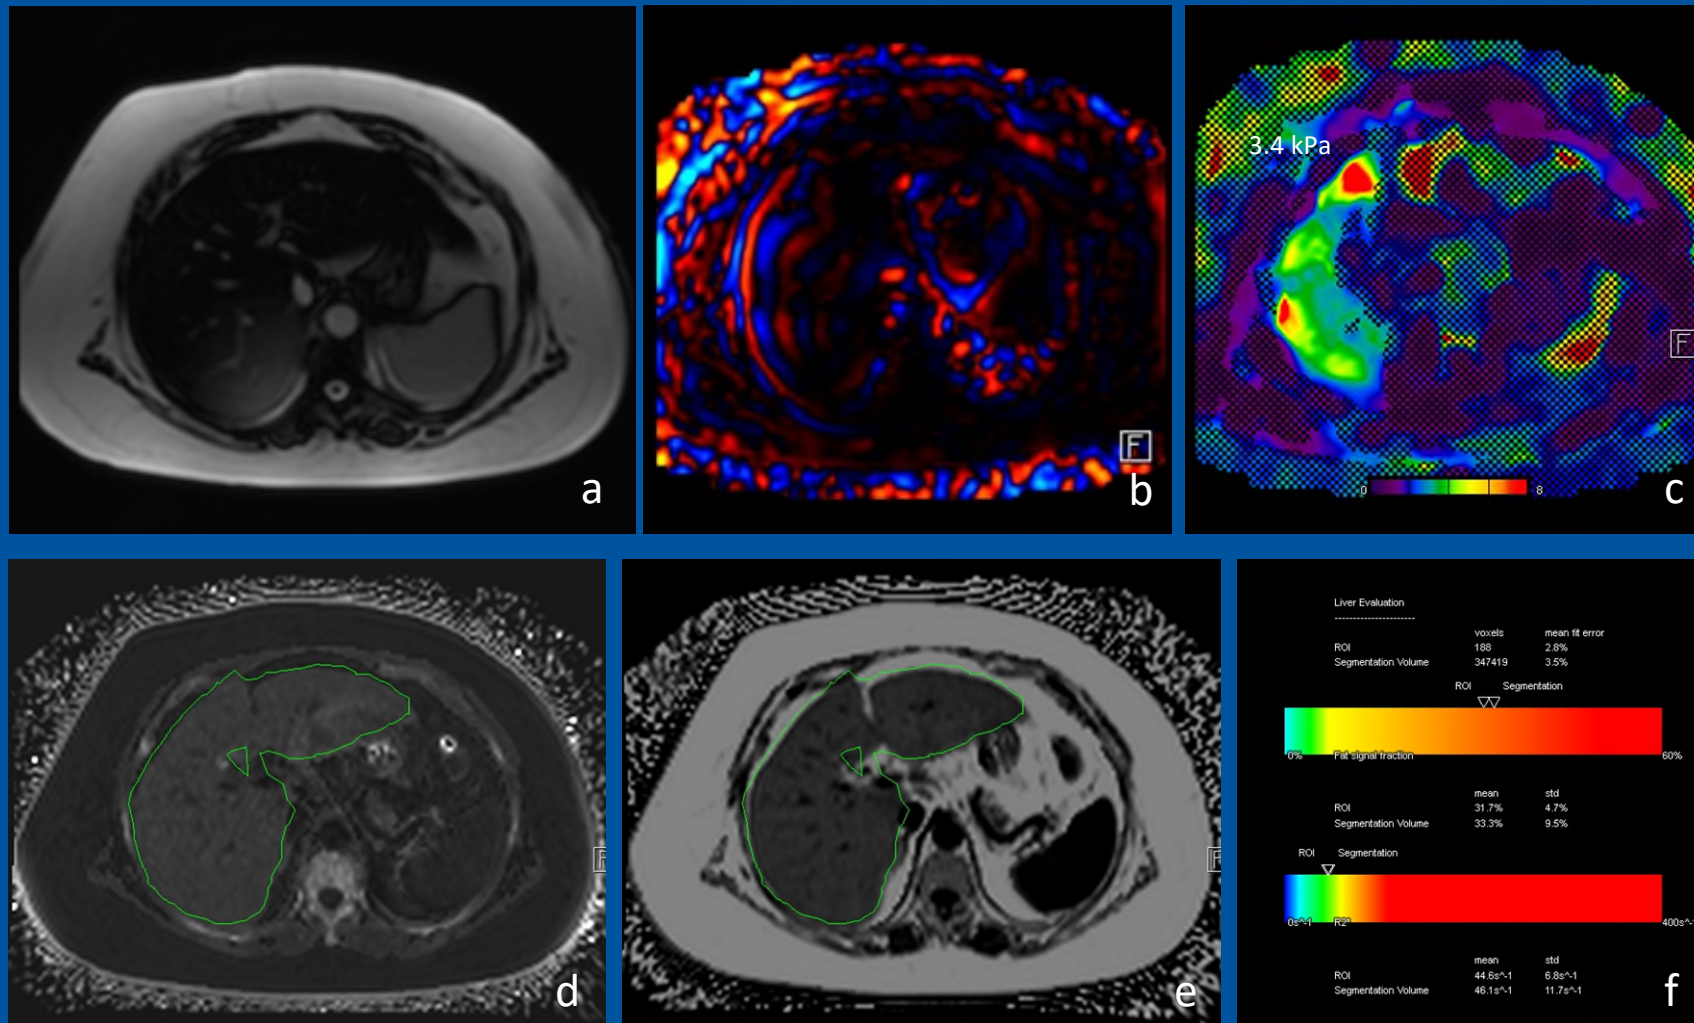 a
F
b
3.4 kPa
F
0 8
c
F
d
F
e
Liver Evaluation
----------------------
voxels mean fit error
ROI 188 2.8%
Segmentation Volume 347419 3.5%
ROI Segmentation
0% Fat signal fraction 60%
mean std
ROI 31.7% 4.7%
Segmentation Volume 33.3% 9.5%
ROI Segmentation
0s^-1 R2* 400s^-
mean std
ROI 44.6s^-1 6.8s^-1
Segmentation Volume 46.1s^-1 11.7s^-1
f